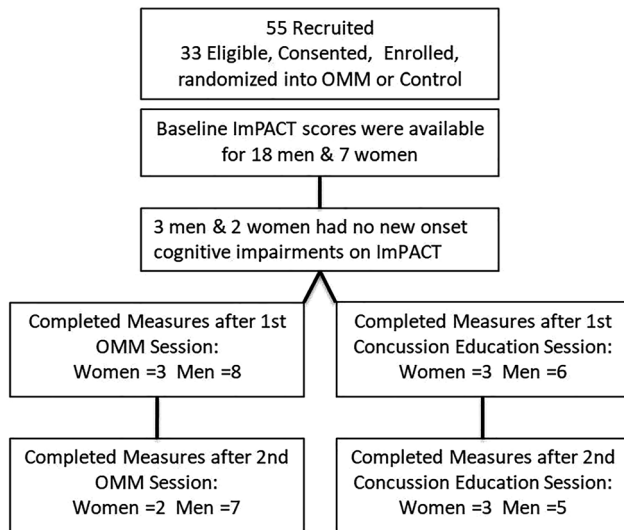 55 Recruited
33 Eligible, Consented, Enrolled,
randomized into OMM or Control
Baseline ImPACT scores were available
for 18 men & 7 women
3 men & 2 women had no new onset
cognitive impairments on ImPACT
Completed Measures after 1st
OMM Session:
Women =3 Men =8
Completed Measures after 1st
Concussion Education Session:
Women =3 Men =6
Completed Measures after 2nd
OMM Session:
Women =2 Men =7
Completed Measures after 2nd
Concussion Education Session:
Women =3 Men =5